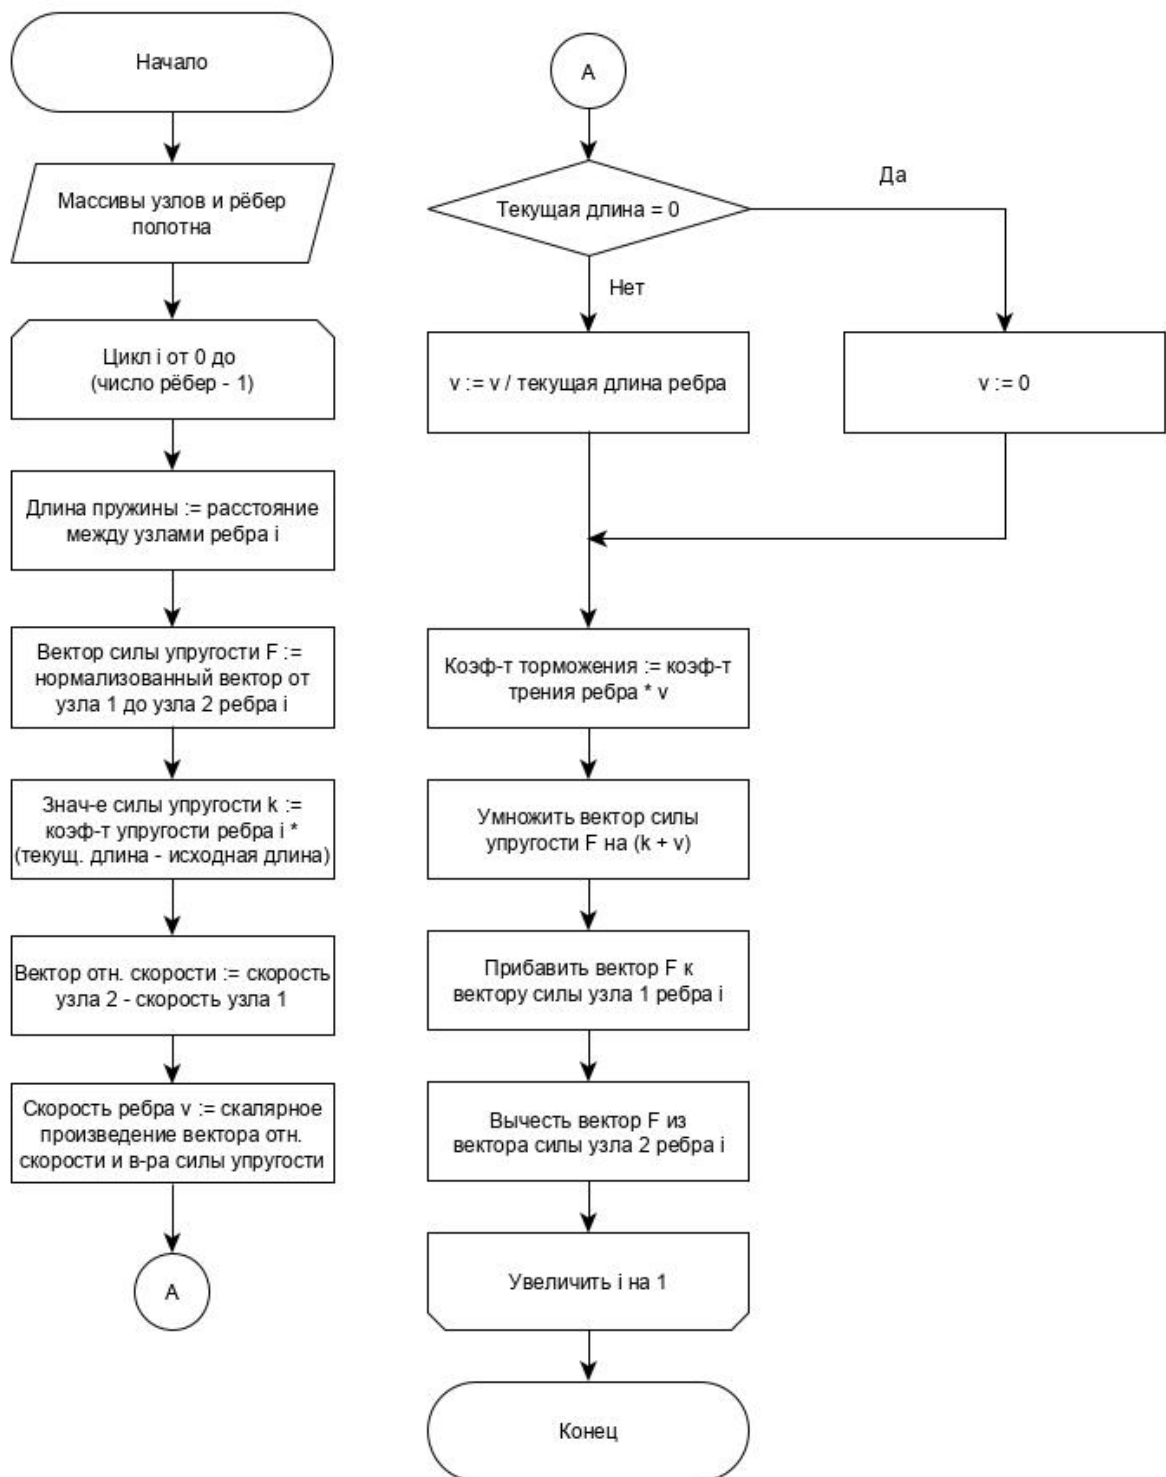 Начало
Массивы узлов и рёбер
полотна
Цикл i от 0 до
(число рёбер - 1)
Длина пружины := расстояние
между узлами ребра i
Вектор силы упругости F :=
нормализованный вектор от
узла 1 до узла 2 ребра i
Знач-е силы упругости k :=
коэф-т упругости ребра i *
(текущ. длина - исходная длина)
Вектор отн. скорости := скорость
узла 2 - скорость узла 1
Скорость ребра v := скалярное
произведение вектора отн.
скорости и в-ра силы упругости
А
А
Текущая длина = 0
Да
Нет
v := v / текущая длина ребра
v := 0
Коэф-т торможения := коэф-т
трения ребра * v
Умножить вектор силы
упругости F на (k + v)
Прибавить вектор F к
вектору силы узла 1 ребра i
Вычесть вектор F из
вектора силы узла 2 ребра i
Увеличить i на 1
Конец